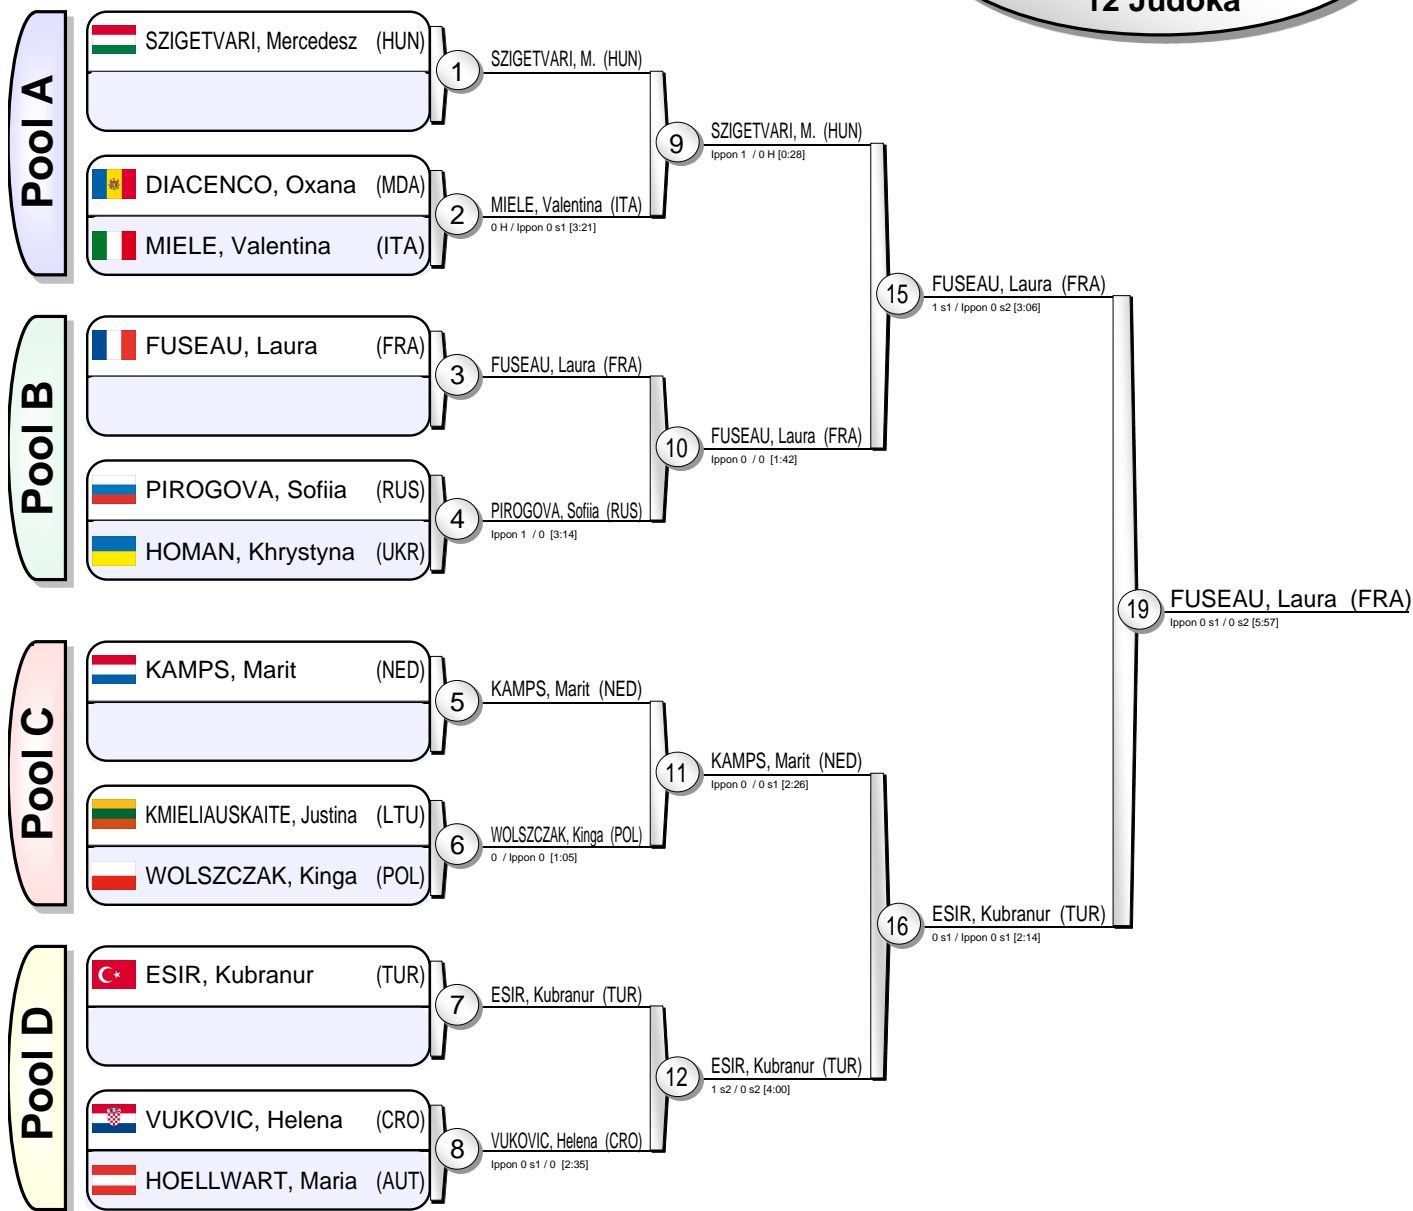 12 Judoka
Pool A
SZIGETVARI, Mercedesz (HUN)
DIACENCO, Oxana (MDA)
MIELE, Valentina (ITA)
1
SZIGETVARI, M. (HUN)
2
MIELE, Valentina (ITA)
0 H / Ippon 0 s1 [3:21]
9
SZIGETVARI, M. (HUN)
Ippon 1 / 0 H [0:28]
Pool B
FUSEAU, Laura (FRA)
PIROGOVA, Sofiia (RUS)
HOMAN, Khrystyna (UKR)
3
FUSEAU, Laura (FRA)
4
PIROGOVA, Sofiia (RUS)
Ippon 1 / 0 [3:14]
10
FUSEAU, Laura (FRA)
Ippon 0 / 0 [1:42]
15
FUSEAU, Laura (FRA)
1 s1 / Ippon 0 s2 [3:06]
19
FUSEAU, Laura (FRA)
Ippon 0 s1 / 0 s2 [5:57]
Pool C
KAMPS, Marit (NED)
KMIELIAUSKAITE, Justina (LTU)
WOLSZCZAK, Kinga (POL)
5
KAMPS, Marit (NED)
6
WOLSZCZAK, Kinga (POL)
0 / Ippon 0 [1:05]
11
KAMPS, Marit (NED)
Ippon 0 / 0 s1 [2:26]
Pool D
ESIR, Kubranur (TUR)
VUKOVIC, Helena (CRO)
HOELLWART, Maria (AUT)
7
ESIR, Kubranur (TUR)
8
VUKOVIC, Helena (CRO)
Ippon 0 s1 / 0 [2:35]
12
ESIR, Kubranur (TUR)
1 s2 / 0 s2 [4:00]
16
ESIR, Kubranur (TUR)
0 s1 / Ippon 0 s1 [2:14]